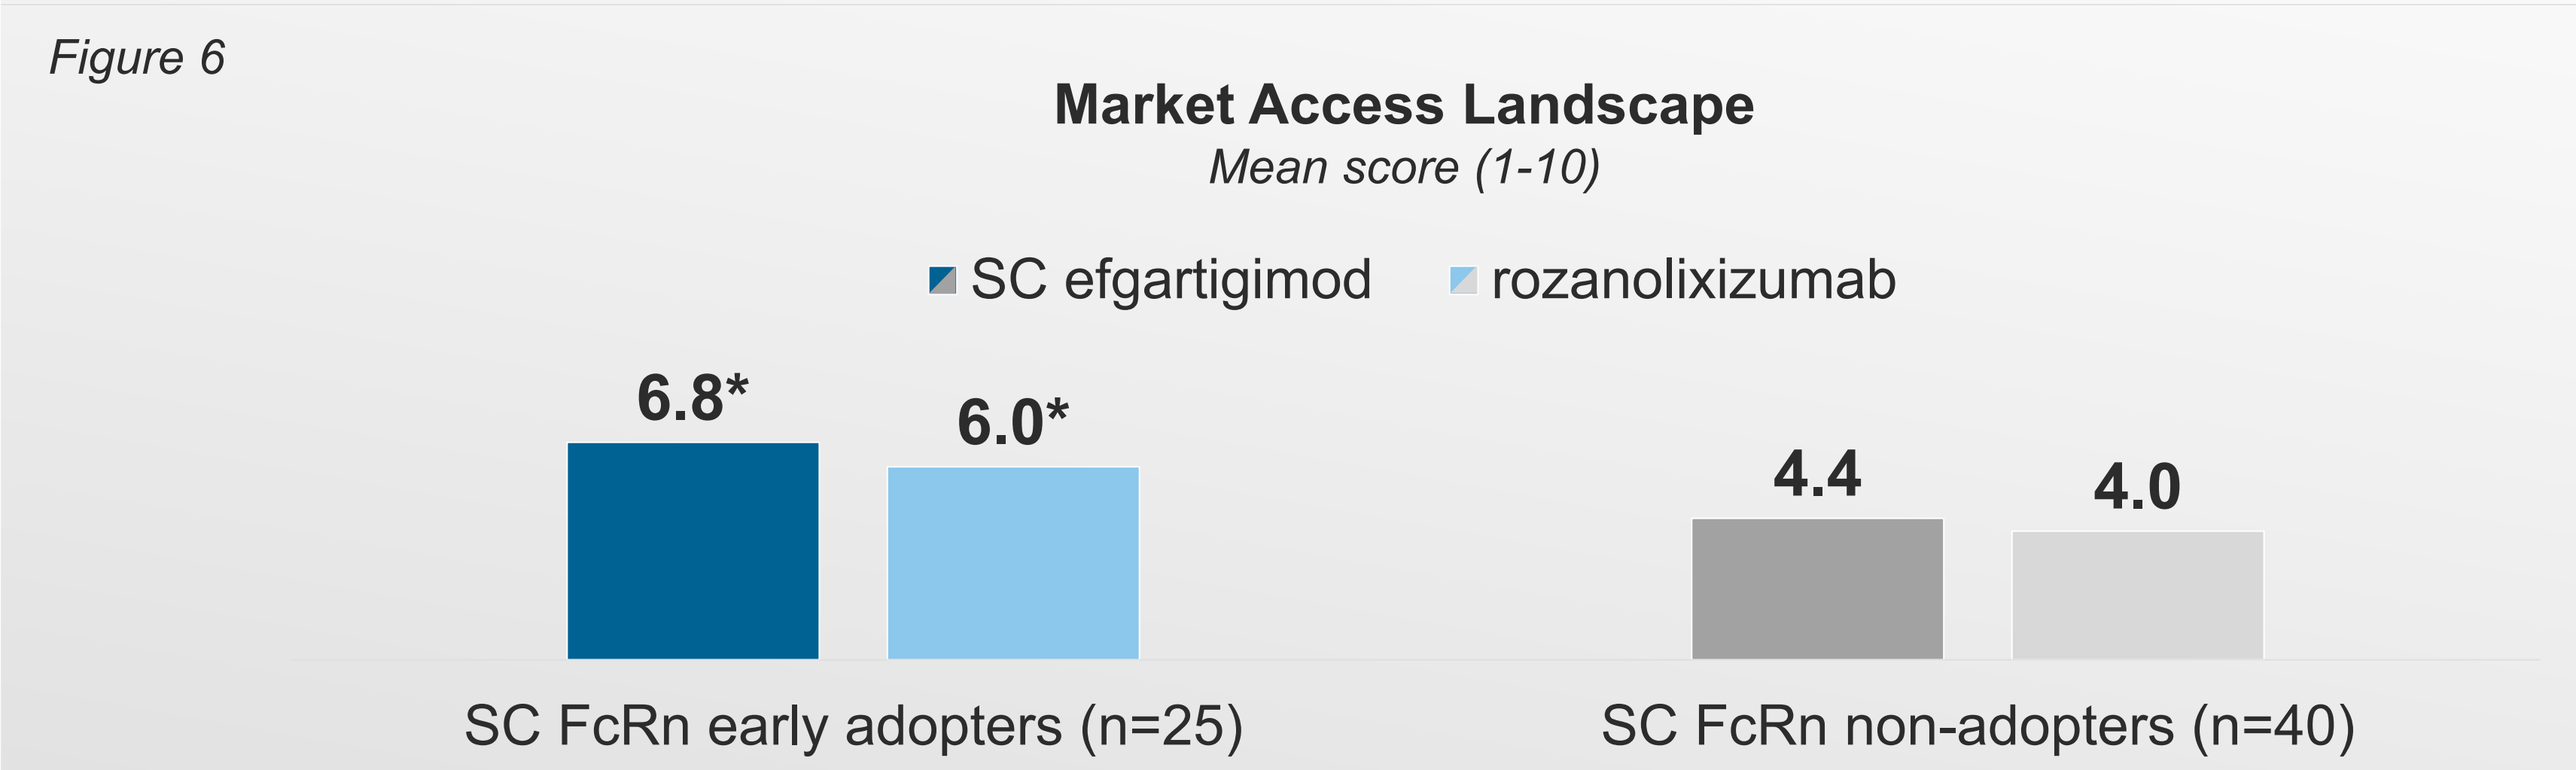 Figure 6
Market Access Landscape
Mean score (1-10)
SC efgartigimod rozanolixizumab
6.8* 6.0* 4.4 4.0
SC FcRn early adopters (n=25) SC FcRn non-adopters (n=40)